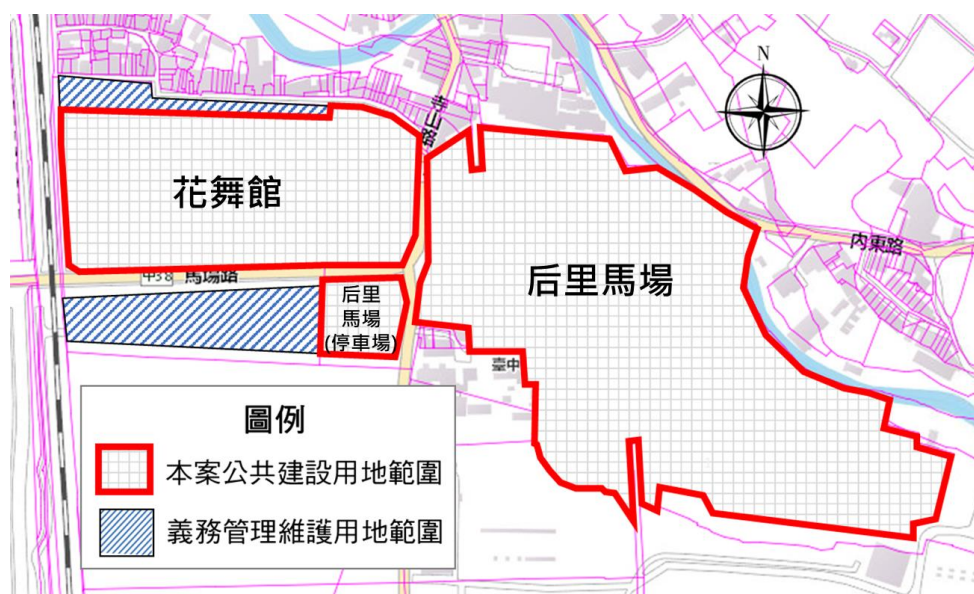 N
寺山路
花舞館
內東路
中38
馬場路
后里馬場
后里
馬場
(停車場)
臺中
圖例
本案公共建設用地範圍
義務管理維護用地範圍